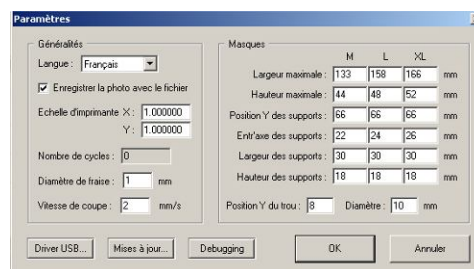 Paramètres
Généralités
Langue : Français
Enregistrer la photo avec le fichier
Echelle d'imprimante X : 1.000000
Y : 1.000000
Nombre de cycles : 0
Diamètre de fraise : 1 mm
Vitesse de coupe : 2 mm/s
Masques
M L XL
Largeur maximale : 133 158 166 mm
Hauteur maximale : 44 48 52 mm
Position Y des supports : 66 66 66 mm
Entr'axe des supports : 22 24 26 mm
Largeur des supports : 30 30 30 mm
Hauteur des supports : 18 18 18 mm
Position Y du trou : 8 Diamètre : 10 mm
Driver USB... Mises à jour... Debugging OK Annuler